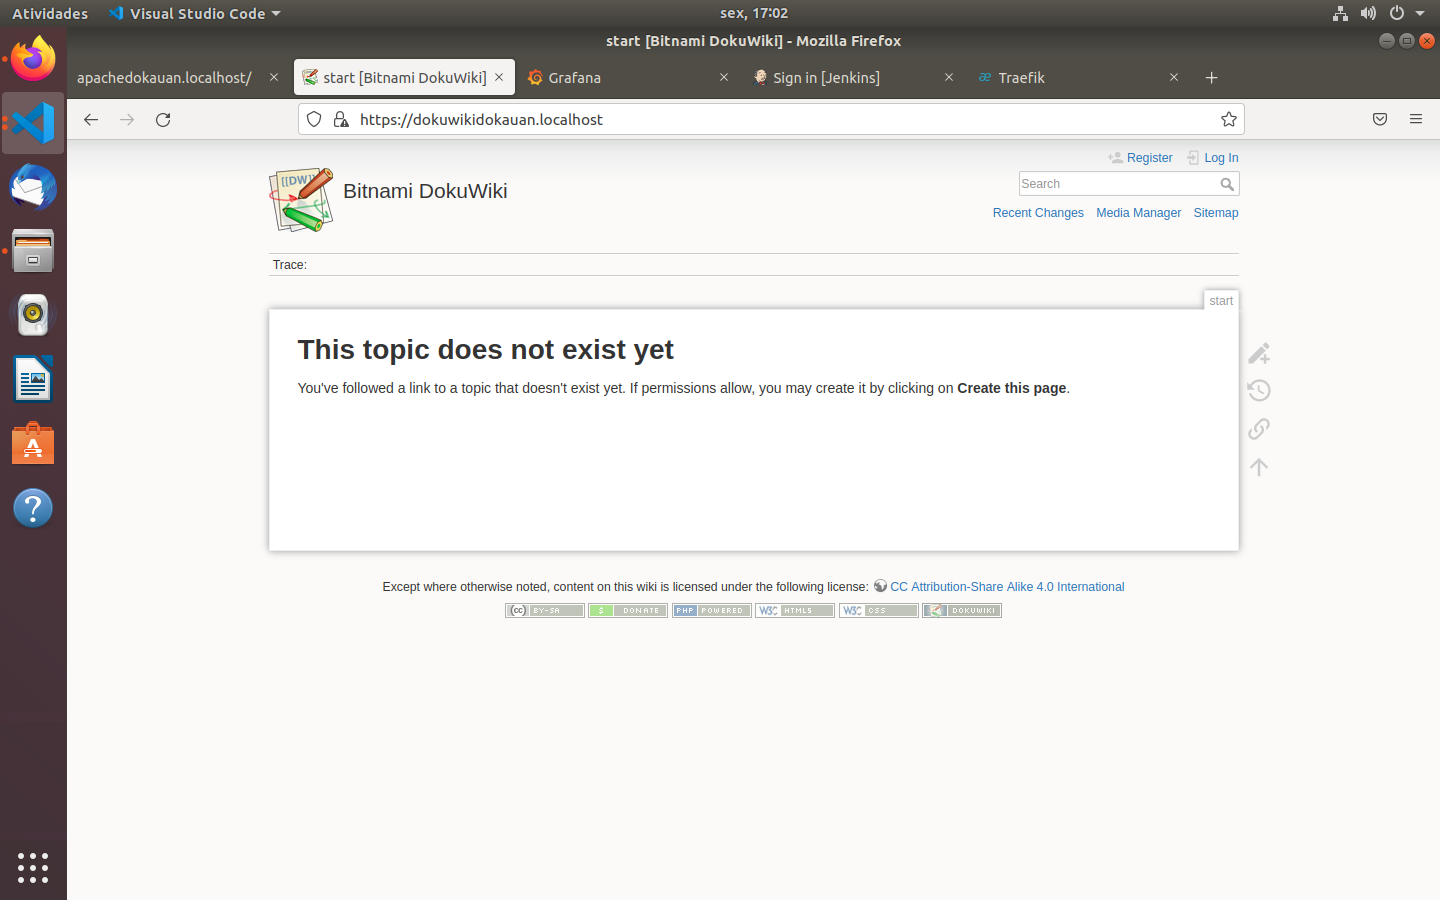 Atividades Visual Studio Code sex, 17:02
start [Bitnami DokuWiki] - Mozilla Firefox
apachedokauan.localhost/ start [Bitnami DokuWiki] Grafana Sign in [Jenkins] Traefik
https://dokuwikidokauan.localhost
Register Log In
[[DW]]
Bitnami DokuWiki
Search
Recent Changes Media Manager Sitemap
Trace:
start
This topic does not exist yet
You've followed a link to a topic that doesn't exist yet. If permissions allow, you may create it by clicking on Create this page.
Except where otherwise noted, content on this wiki is licensed under the following license: CC Attribution-Share Alike 4.0 International
(cc) BY-SA $ DONATE PHP POWERED W3C HTML5 W3C CSS DOKUWIKI